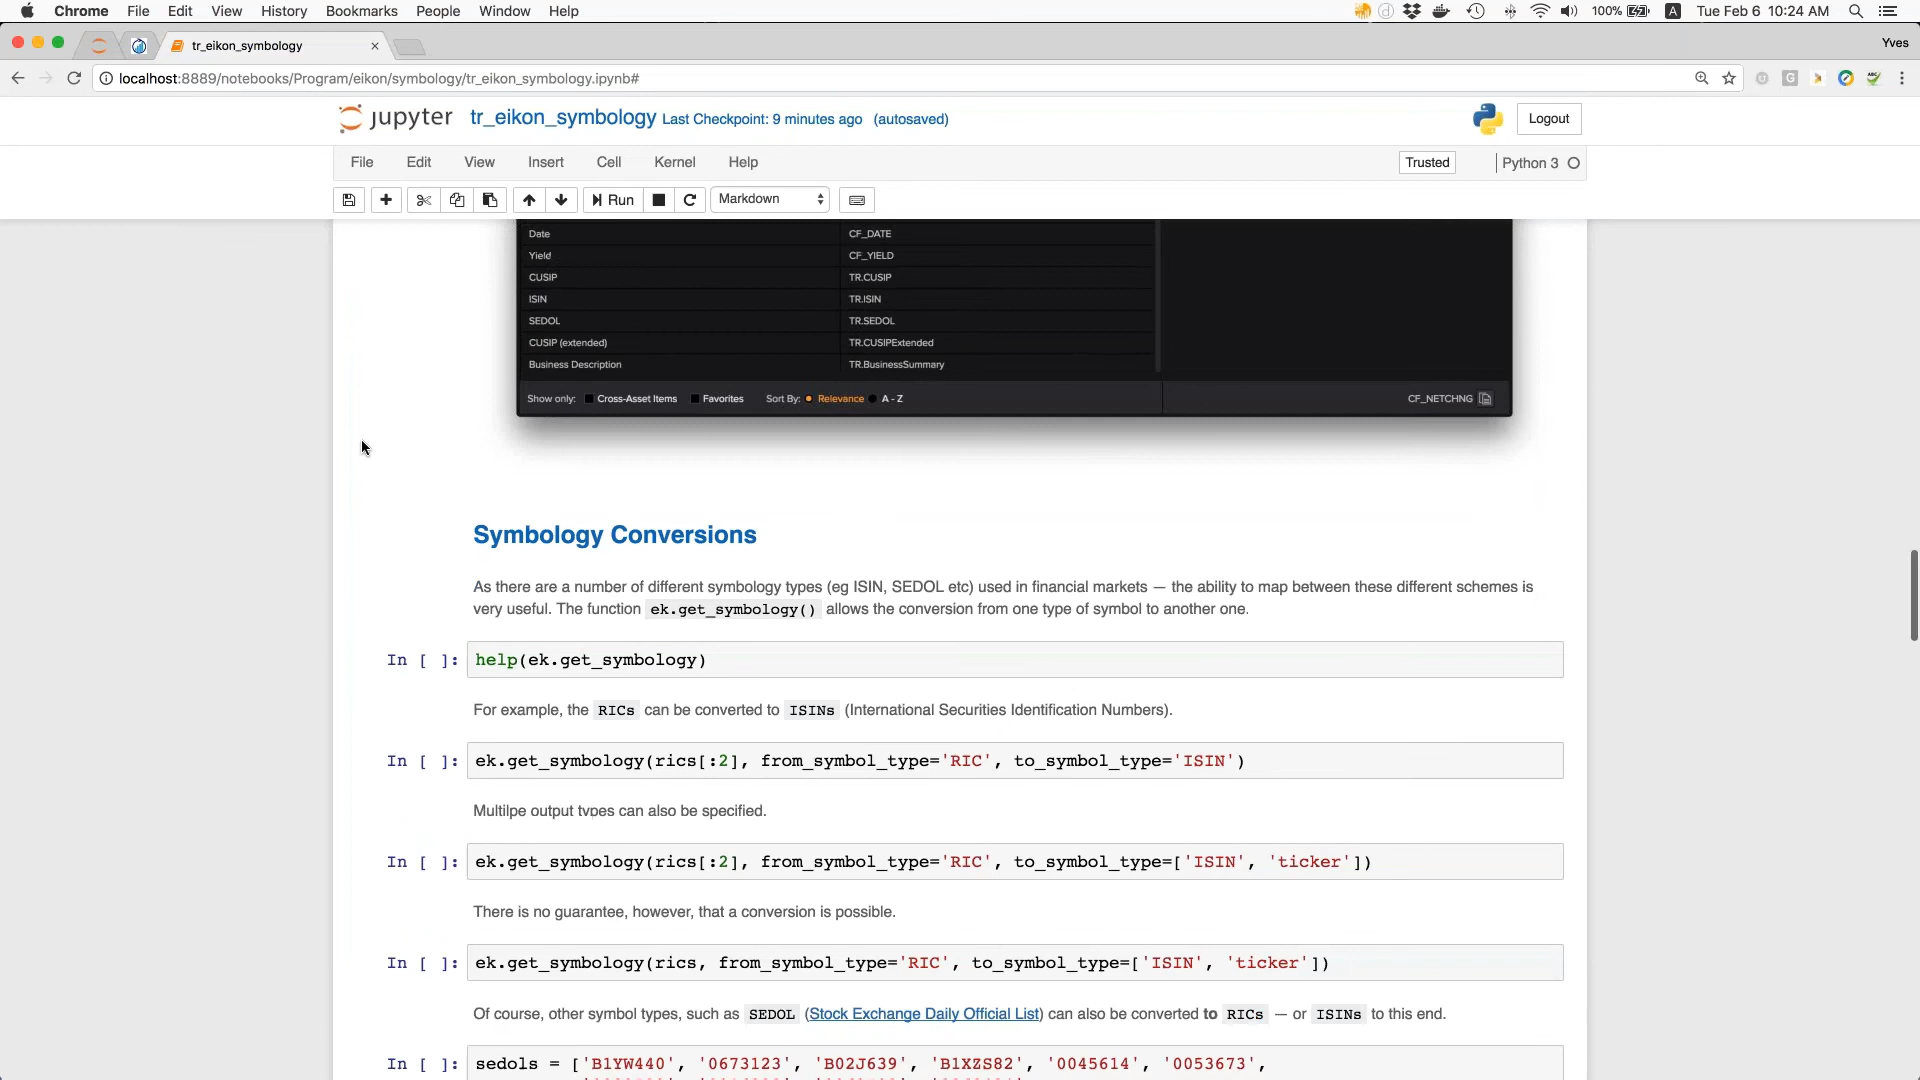 Chrome File Edit View History Bookmarks People Window Help 100% A Tue Feb 6 10:24 AM
tr_eikon_symbology Yves
localhost:8889/notebooks/Program/eikon/symbology/tr_eikon_symbology.ipynb#
jupyter tr_eikon_symbology Last Checkpoint: 9 minutes ago (autosaved) Logout
File Edit View Insert Cell Kernel Help Trusted Python 3
Run Markdown
Date CF_DATE
Yield CF_YIELD
CUSIP TR.CUSIP
ISIN TR.ISIN
SEDOL TR.SEDOL
CUSIP (extended) TR.CUSIPExtended
Business Description TR.BusinessSummary
Show only: Cross-Asset Items Favorites Sort By: Relevance A - Z CF_NETCHNG
Symbology Conversions
As there are a number of different symbology types (eg ISIN, SEDOL etc) used in financial markets — the ability to map between these different schemes is
very useful. The function ek.get_symbology() allows the conversion from one type of symbol to another one.
In [ ]: help(ek.get_symbology)
For example, the RICs can be converted to ISINs (International Securities Identification Numbers).
In [ ]: ek.get_symbology(rics[:2], from_symbol_type='RIC', to_symbol_type='ISIN')
Multilpe output types can also be specified.
In [ ]: ek.get_symbology(rics[:2], from_symbol_type='RIC', to_symbol_type=['ISIN', 'ticker'])
There is no guarantee, however, that a conversion is possible.
In [ ]: ek.get_symbology(rics, from_symbol_type='RIC', to_symbol_type=['ISIN', 'ticker'])
Of course, other symbol types, such as SEDOL (Stock Exchange Daily Official List) can also be converted to RICs — or ISINs to this end.
In [ ]: sedols = ['B1YW440', '0673123', 'B02J639', 'B1XZS82', '0045614', '0053673',